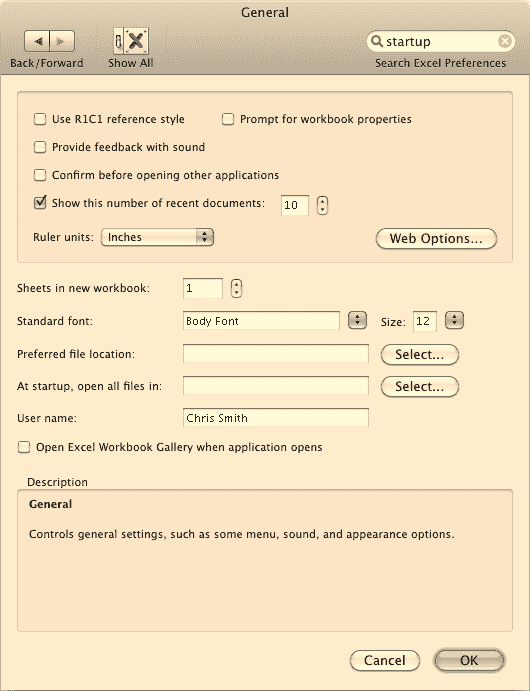 General
startup
Back/Forward Show All Search Excel Preferences
Use R1C1 reference style Prompt for workbook properties
Provide feedback with sound
Confirm before opening other applications
Show this number of recent documents: 10
Ruler units: Inches Web Options...
Sheets in new workbook: 1
Standard font: Body Font Size: 12
Preferred file location: Select...
At startup, open all files in: Select...
User name: Chris Smith
Open Excel Workbook Gallery when application opens
Description
General
Controls general settings, such as some menu, sound, and appearance options.
Cancel OK